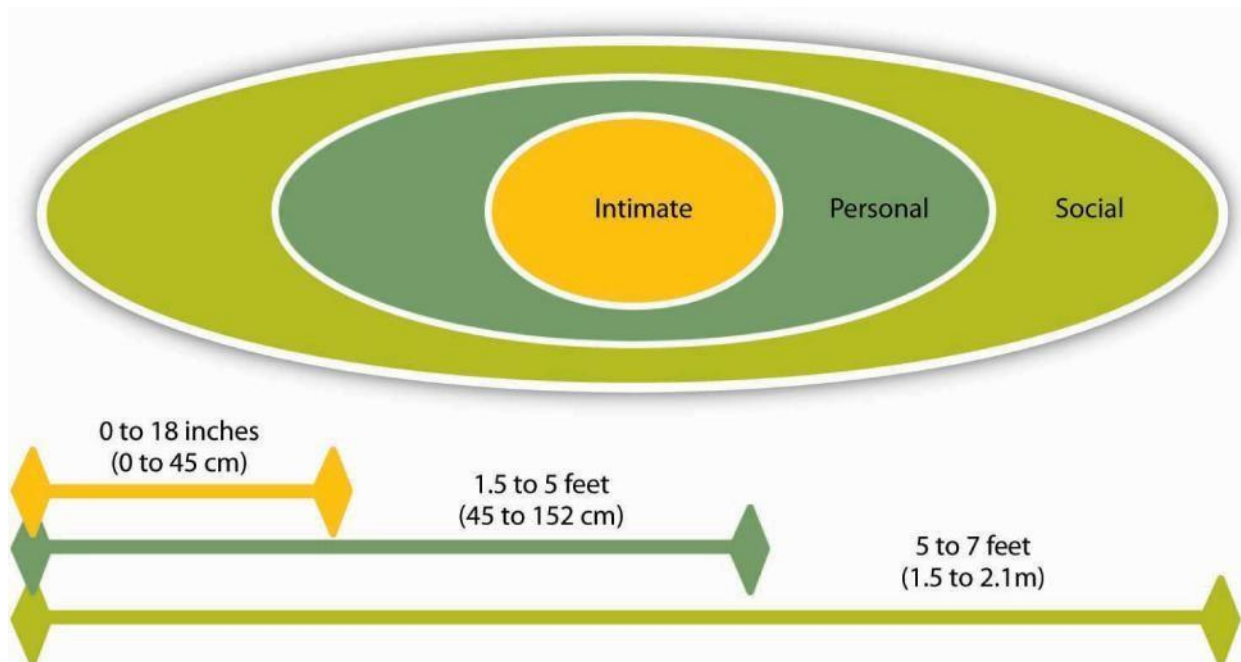 Intimate
Personal
Social
0 to 18 inches
(0 to 45 cm)
1.5 to 5 feet
(45 to 152 cm)
5 to 7 feet
(1.5 to 2.1m)